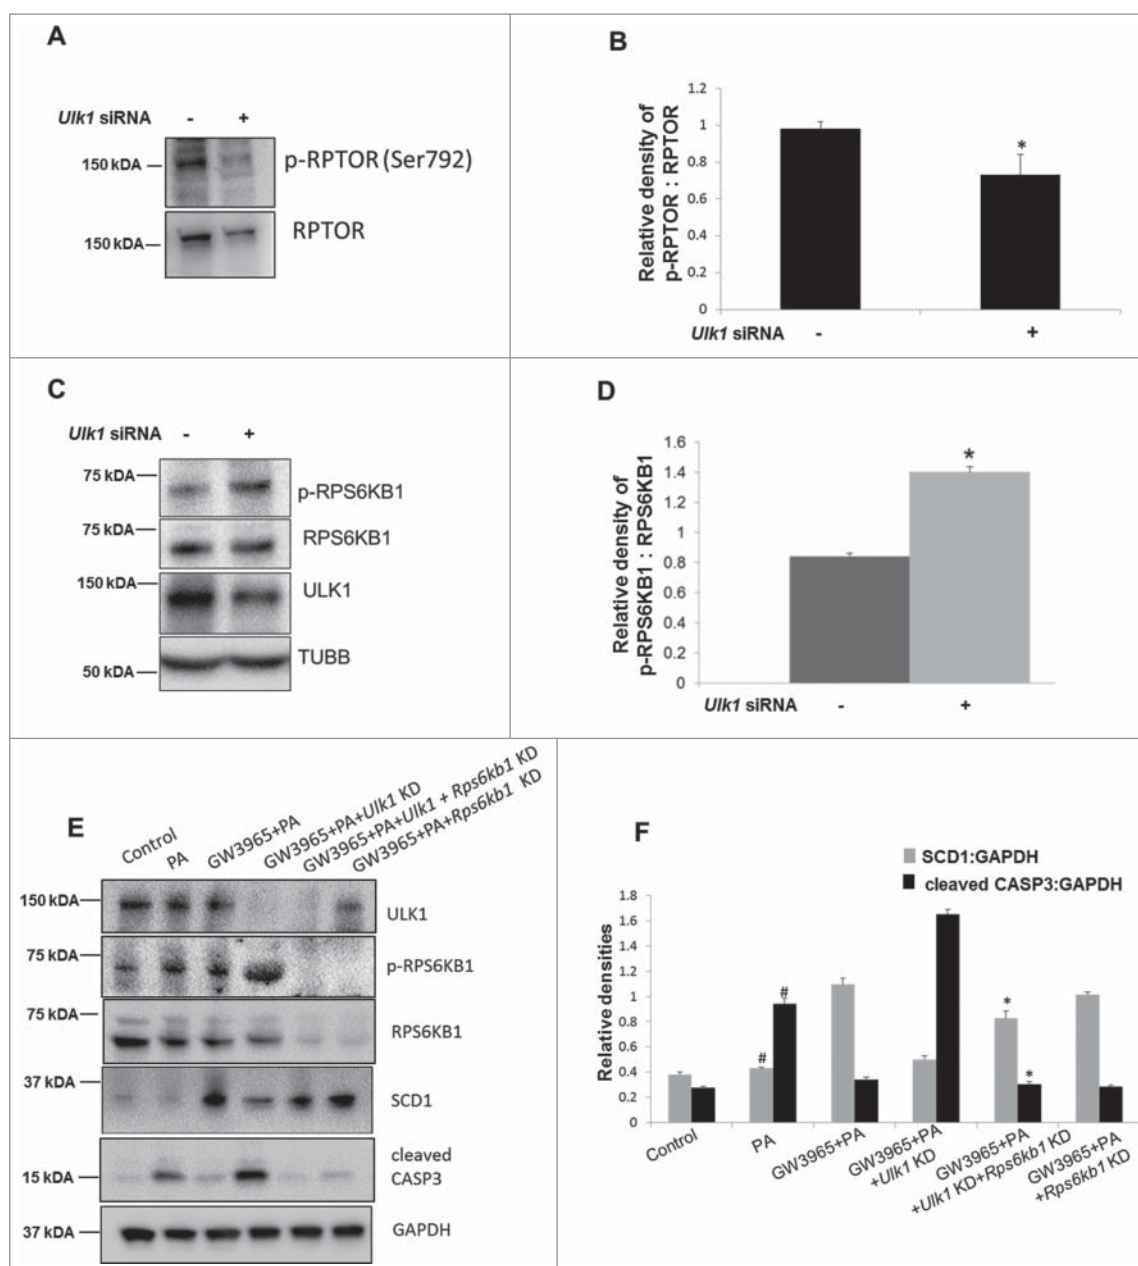 A
Ulk1 siRNA - +
150 kDA
p-RPTOR (Ser792)
150 kDA
RPTOR
B
Relative density of
p-RPTOR : RPTOR
1.2
1
0.8
0.6
0.4
0.2
0
*
Ulk1 siRNA - +
C
Ulk1 siRNA - +
75 kDA
p-RPS6KB1
75 kDA
RPS6KB1
150 kDA
ULK1
TUBB
50 kDA
D
Relative density of
p-RPS6KB1 : RPS6KB1
1.6
1.4
1.2
1
0.8
0.6
0.4
0.2
0
*
Ulk1 siRNA - +
E
Control
PA
GW3965+PA
GW3965+PA+Ulk1 KD
GW3965+PA+Ulk1 + Rps6kb1 KD
GW3965+PA+Rps6kb1 KD
150 kDA
ULK1
75 kDA
p-RPS6KB1
75 kDA
RPS6KB1
37 kDA
SCD1
cleaved
CASP3
15 kDA
37 kDA
GAPDH
F
SCD1:GAPDH
cleaved CASP3:GAPDH
Relative densities
1.8
1.6
1.4
1.2
1
0.8
0.6
0.4
0.2
0
#
#
*
*
Control
PA
GW3965+PA
GW3965+PA
+Ulk1 KD
GW3965+PA
+Ulk1 KD+Rps6kb1 KD
GW3965+PA
+Rps6kb1 KD